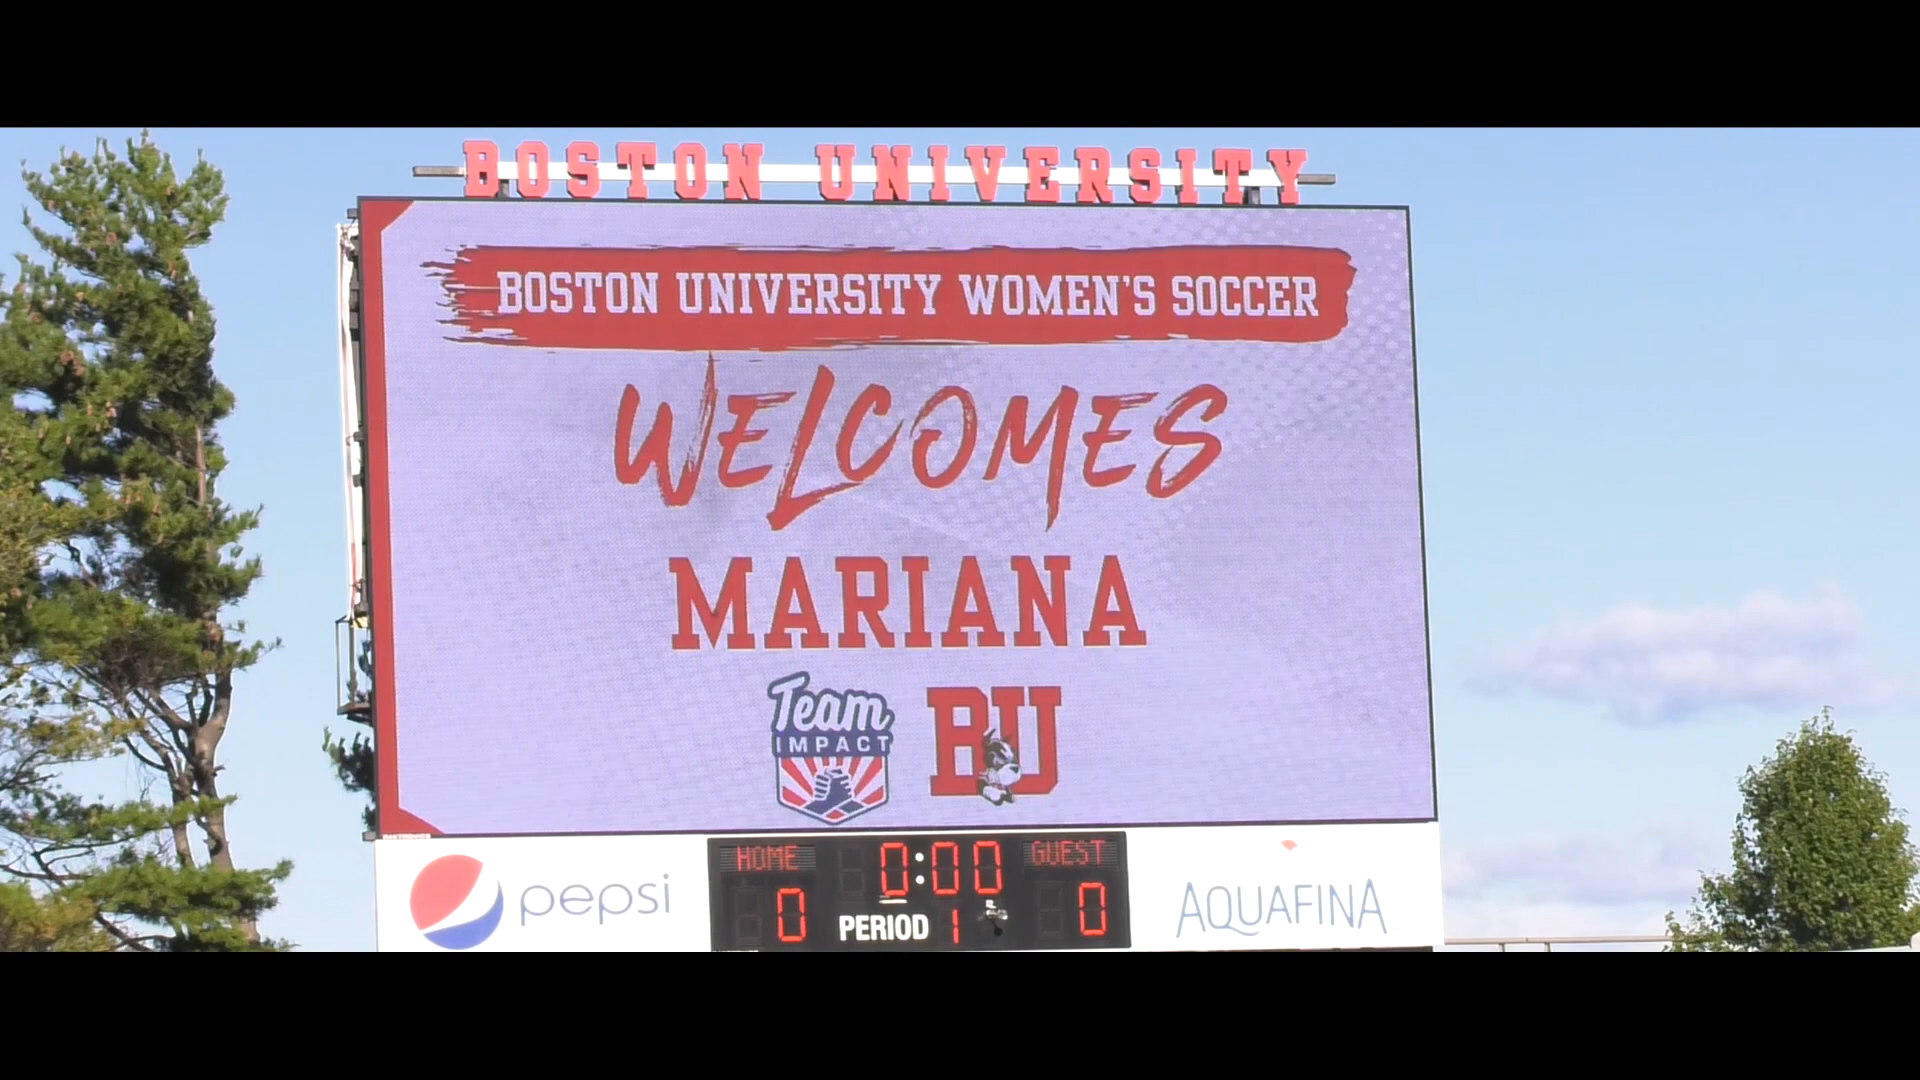 BOSTON UNIVERSITY
BOSTON UNIVERSITY WOMEN'S SOCCER
WELCOMES
MARIANA
Team
IMPACT
BU
HOME 0:00 GUEST
0 PERIOD 1 0
pepsi
AQUAFINA